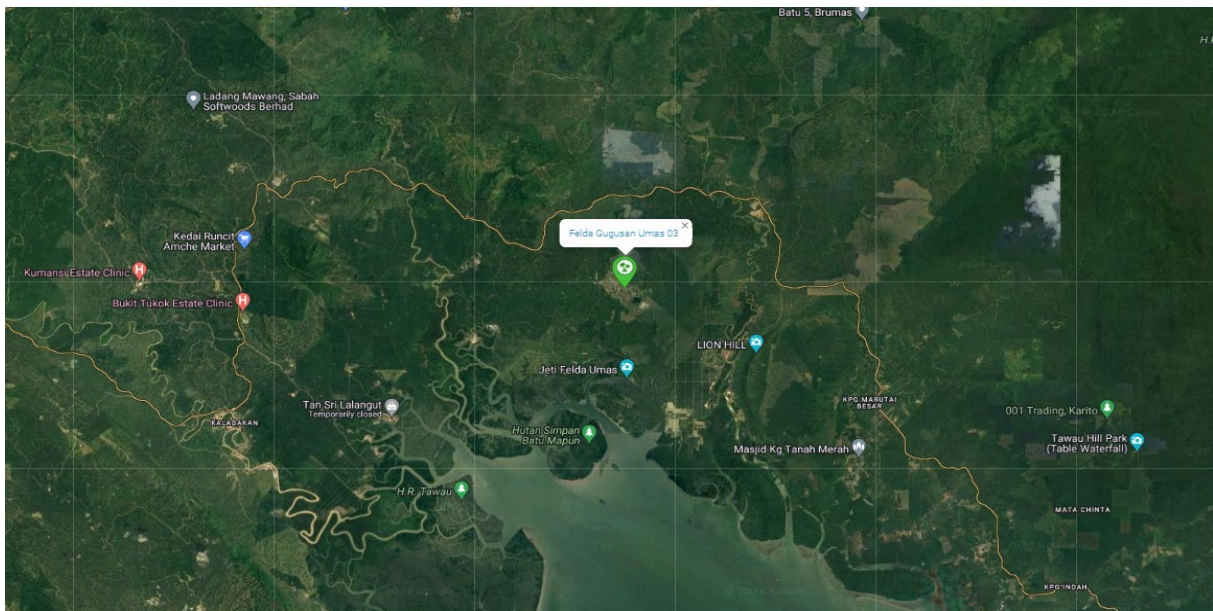 Batu 5, Brumas
Ladang Mawang, Sabah
Softwoods Berhad
Kedai Runcit
Amche Market
Felda Gugusan Umas 03
Kumansi Estate Clinic
Bukit Tukok Estate Clinic
LION HILL
Jeti Felda Umas
Tan Sri Lalangut
Temporarily closed
KPG MARUTAI
BESAR
001 Trading, Karito
KALABAKAN
Hutan Simpan
Batu Mapun
Masjid Kg Tanah Merah
Tawau Hill Park
(Table Waterfall)
H.R. Tawau
MATA CHINTA
KPG INDAH